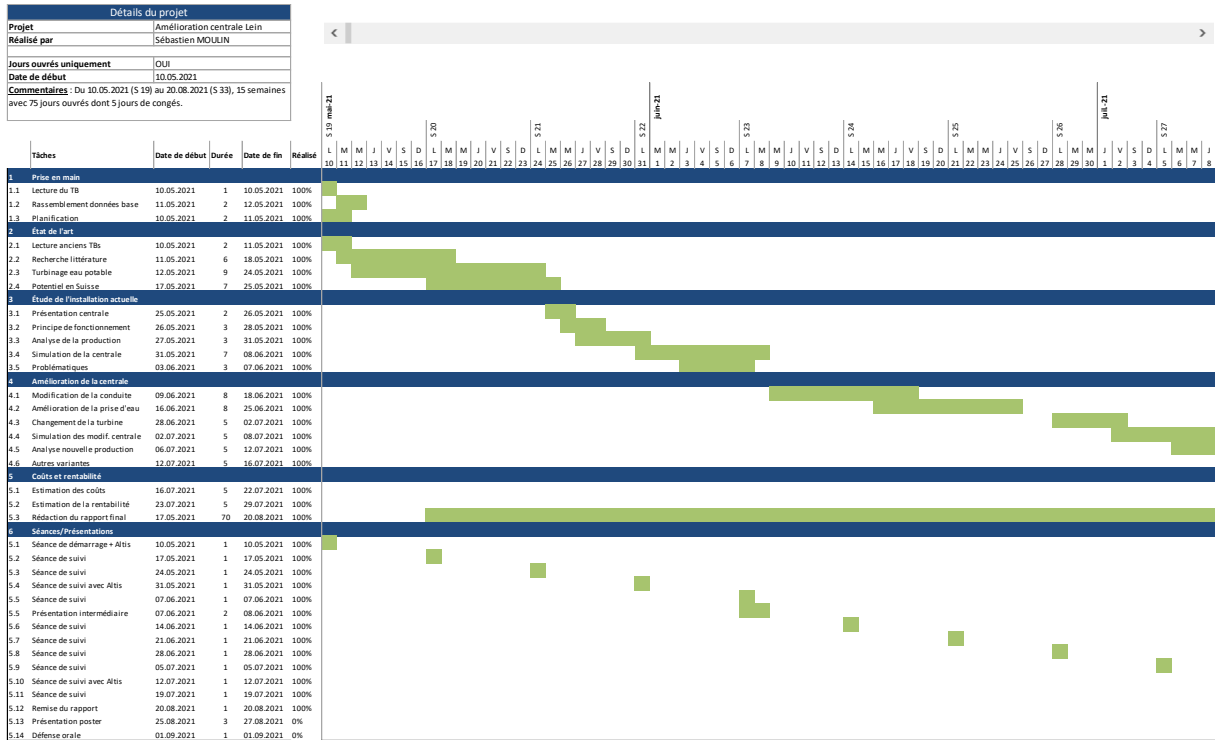 Détails du projet
Projet Amélioration centrale Lein
Réalisé par Sébastien MOULIN
Jours ouvrés uniquement OUI
Date de début 10.05.2021
Commentaires : Du 10.05.2021 (S 19) au 20.08.2021 (S 33), 15 semaines
avec 75 jours ouvrés dont 5 jours de congés.
mai-21 juin-21 juil.-21
S 19 S 20 S 21 S 22 S 23 S 24 S 25 S 26 S 27
Tâches Date de début Durée Date de fin Réalisé L M M J V S D L M M J V S D L M M J V S D L M M J V S D L M M J V S D L M M J V S D L M M J V S D L M M J V S D L M M J
10 11 12 13 14 15 16 17 18 19 20 21 22 23 24 25 26 27 28 29 30 31 1 2 3 4 5 6 7 8 9 10 11 12 13 14 15 16 17 18 19 20 21 22 23 24 25 26 27 28 29 30 1 2 3 4 5 6 7 8
1 Prise en main
1.1 Lecture du TB 10.05.2021 1 10.05.2021 100%
1.2 Rassemblement données base 11.05.2021 2 12.05.2021 100%
1.3 Planification 10.05.2021 2 11.05.2021 100%
2 État de l'art
2.1 Lecture anciens TBs 10.05.2021 2 11.05.2021 100%
2.2 Recherche littérature 11.05.2021 6 18.05.2021 100%
2.3 Turbinage eau potable 12.05.2021 9 24.05.2021 100%
2.4 Potentiel en Suisse 17.05.2021 7 25.05.2021 100%
3 Étude de l'installation actuelle
3.1 Présentation centrale 25.05.2021 2 26.05.2021 100%
3.2 Principe de fonctionnement 26.05.2021 3 28.05.2021 100%
3.3 Analyse de la production 27.05.2021 3 31.05.2021 100%
3.4 Simulation de la centrale 31.05.2021 7 08.06.2021 100%
3.5 Problématiques 03.06.2021 3 07.06.2021 100%
4 Amélioration de la centrale
4.1 Modification de la conduite 09.06.2021 8 18.06.2021 100%
4.2 Amélioration de la prise d'eau 16.06.2021 8 25.06.2021 100%
4.3 Changement de la turbine 28.06.2021 5 02.07.2021 100%
4.4 Simulation des modif. centrale 02.07.2021 5 08.07.2021 100%
4.5 Analyse nouvelle production 06.07.2021 5 12.07.2021 100%
4.6 Autres variantes 12.07.2021 5 16.07.2021 100%
5 Coûts et rentabilité
5.1 Estimation des coûts 16.07.2021 5 22.07.2021 100%
5.2 Estimation de la rentabilité 23.07.2021 5 29.07.2021 100%
5.3 Rédaction du rapport final 17.05.2021 70 20.08.2021 100%
6 Séances/Présentations
5.1 Séance de démarrage + Altis 10.05.2021 1 10.05.2021 100%
5.2 Séance de suivi 17.05.2021 1 17.05.2021 100%
5.3 Séance de suivi 24.05.2021 1 24.05.2021 100%
5.4 Séance de suivi avec Altis 31.05.2021 1 31.05.2021 100%
5.5 Séance de suivi 07.06.2021 1 07.06.2021 100%
5.5 Présentation intermédiaire 07.06.2021 2 08.06.2021 100%
5.6 Séance de suivi 14.06.2021 1 14.06.2021 100%
5.7 Séance de suivi 21.06.2021 1 21.06.2021 100%
5.8 Séance de suivi 28.06.2021 1 28.06.2021 100%
5.9 Séance de suivi 05.07.2021 1 05.07.2021 100%
5.10 Séance de suivi avec Altis 12.07.2021 1 12.07.2021 100%
5.11 Séance de suivi 19.07.2021 1 19.07.2021 100%
5.12 Remise du rapport 20.08.2021 1 20.08.2021 100%
5.13 Présentation poster 25.08.2021 3 27.08.2021 0%
5.14 Défense orale 01.09.2021 1 01.09.2021 0%